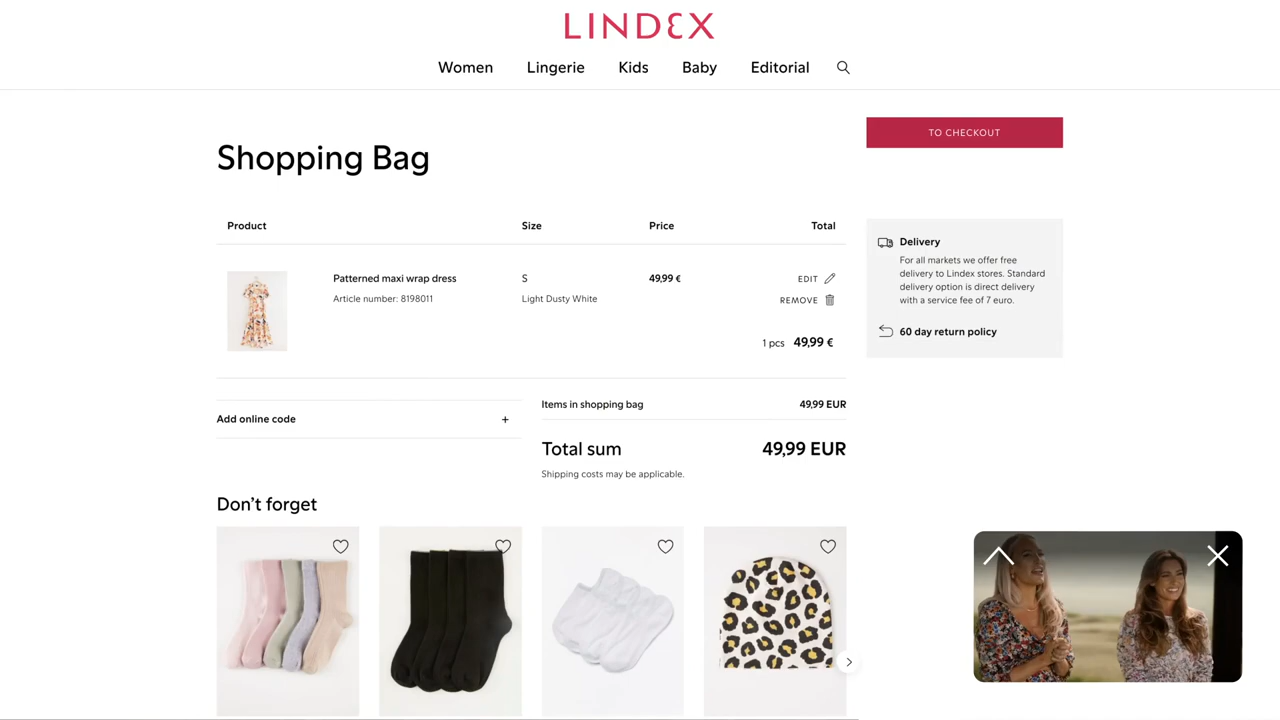 LINDEX
Women Lingerie Kids Baby Editorial
TO CHECKOUT
Shopping Bag
Product Size Price Total
Patterned maxi wrap dress S 49,99 € EDIT
Article number: 8198011 Light Dusty White REMOVE
1 pcs 49,99 €
Delivery
For all markets we offer free
delivery to Lindex stores. Standard
delivery option is direct delivery
with a service fee of 7 euro.
60 day return policy
Add online code +
Items in shopping bag 49,99 EUR
Total sum 49,99 EUR
Shipping costs may be applicable.
Don't forget